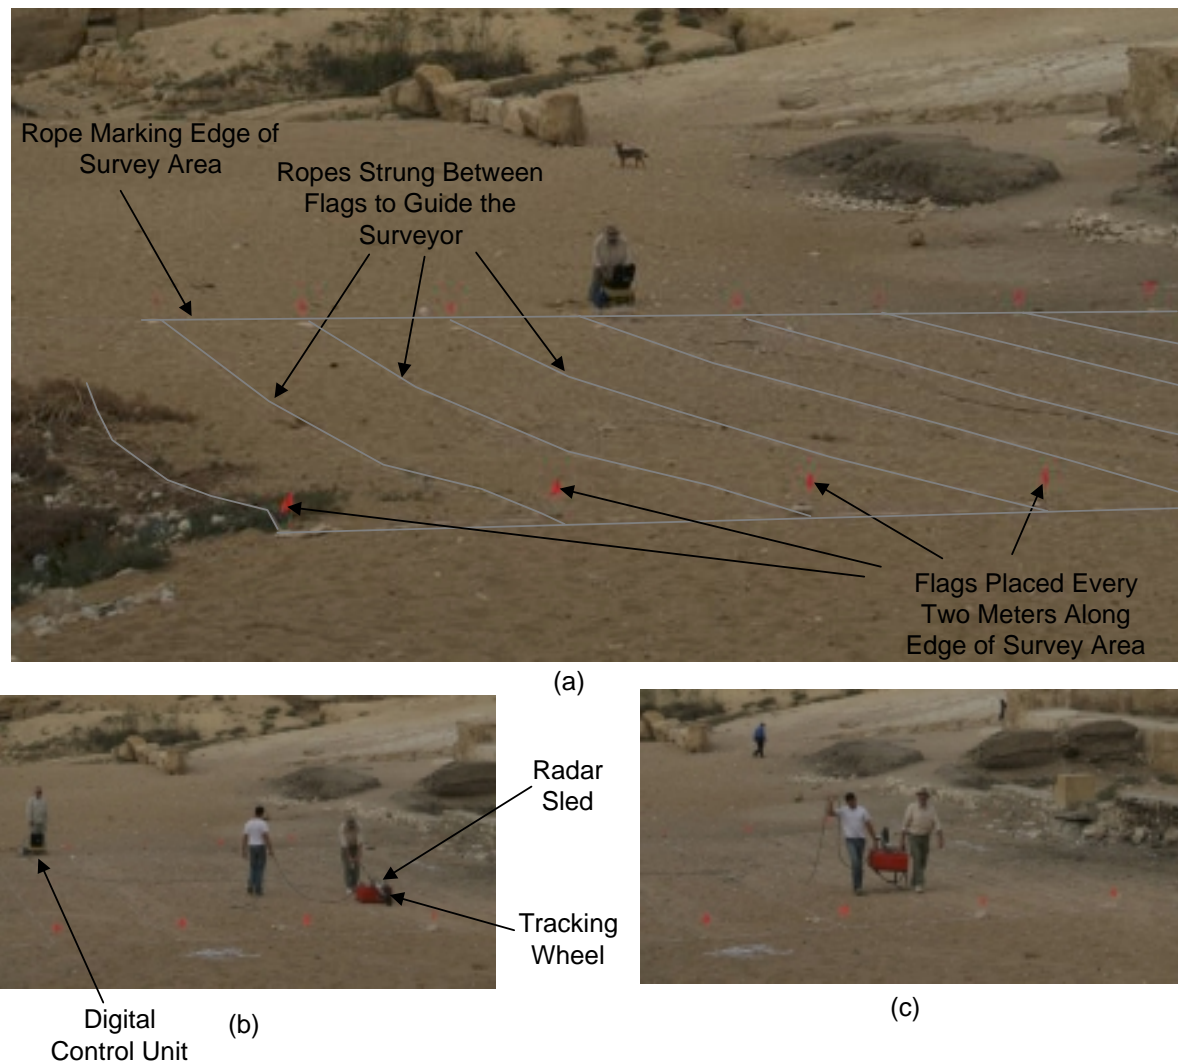 Rope Marking Edge of
Survey Area
Ropes Strung Between
Flags to Guide the
Surveyor
Flags Placed Every
Two Meters Along
Edge of Survey Area
(a)
Radar
Sled
Tracking
Wheel
Digital
Control Unit
(b)
(c)